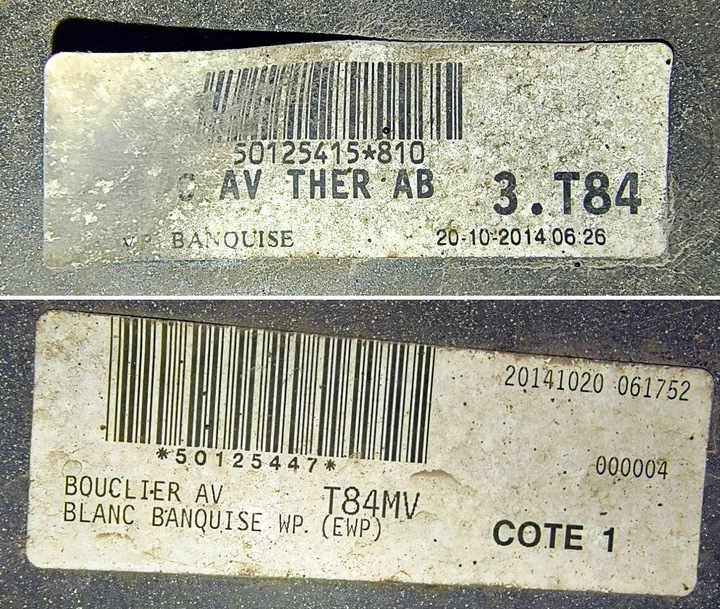 50125415*810
C AV THER AB 3.T84
BANQUISE 20-10-2014 06:26
20141020 061752
*50125447*
000004
BOUCLIER AV T84MV
BLANC BANQUISE WP. (EWP)
COTE 1